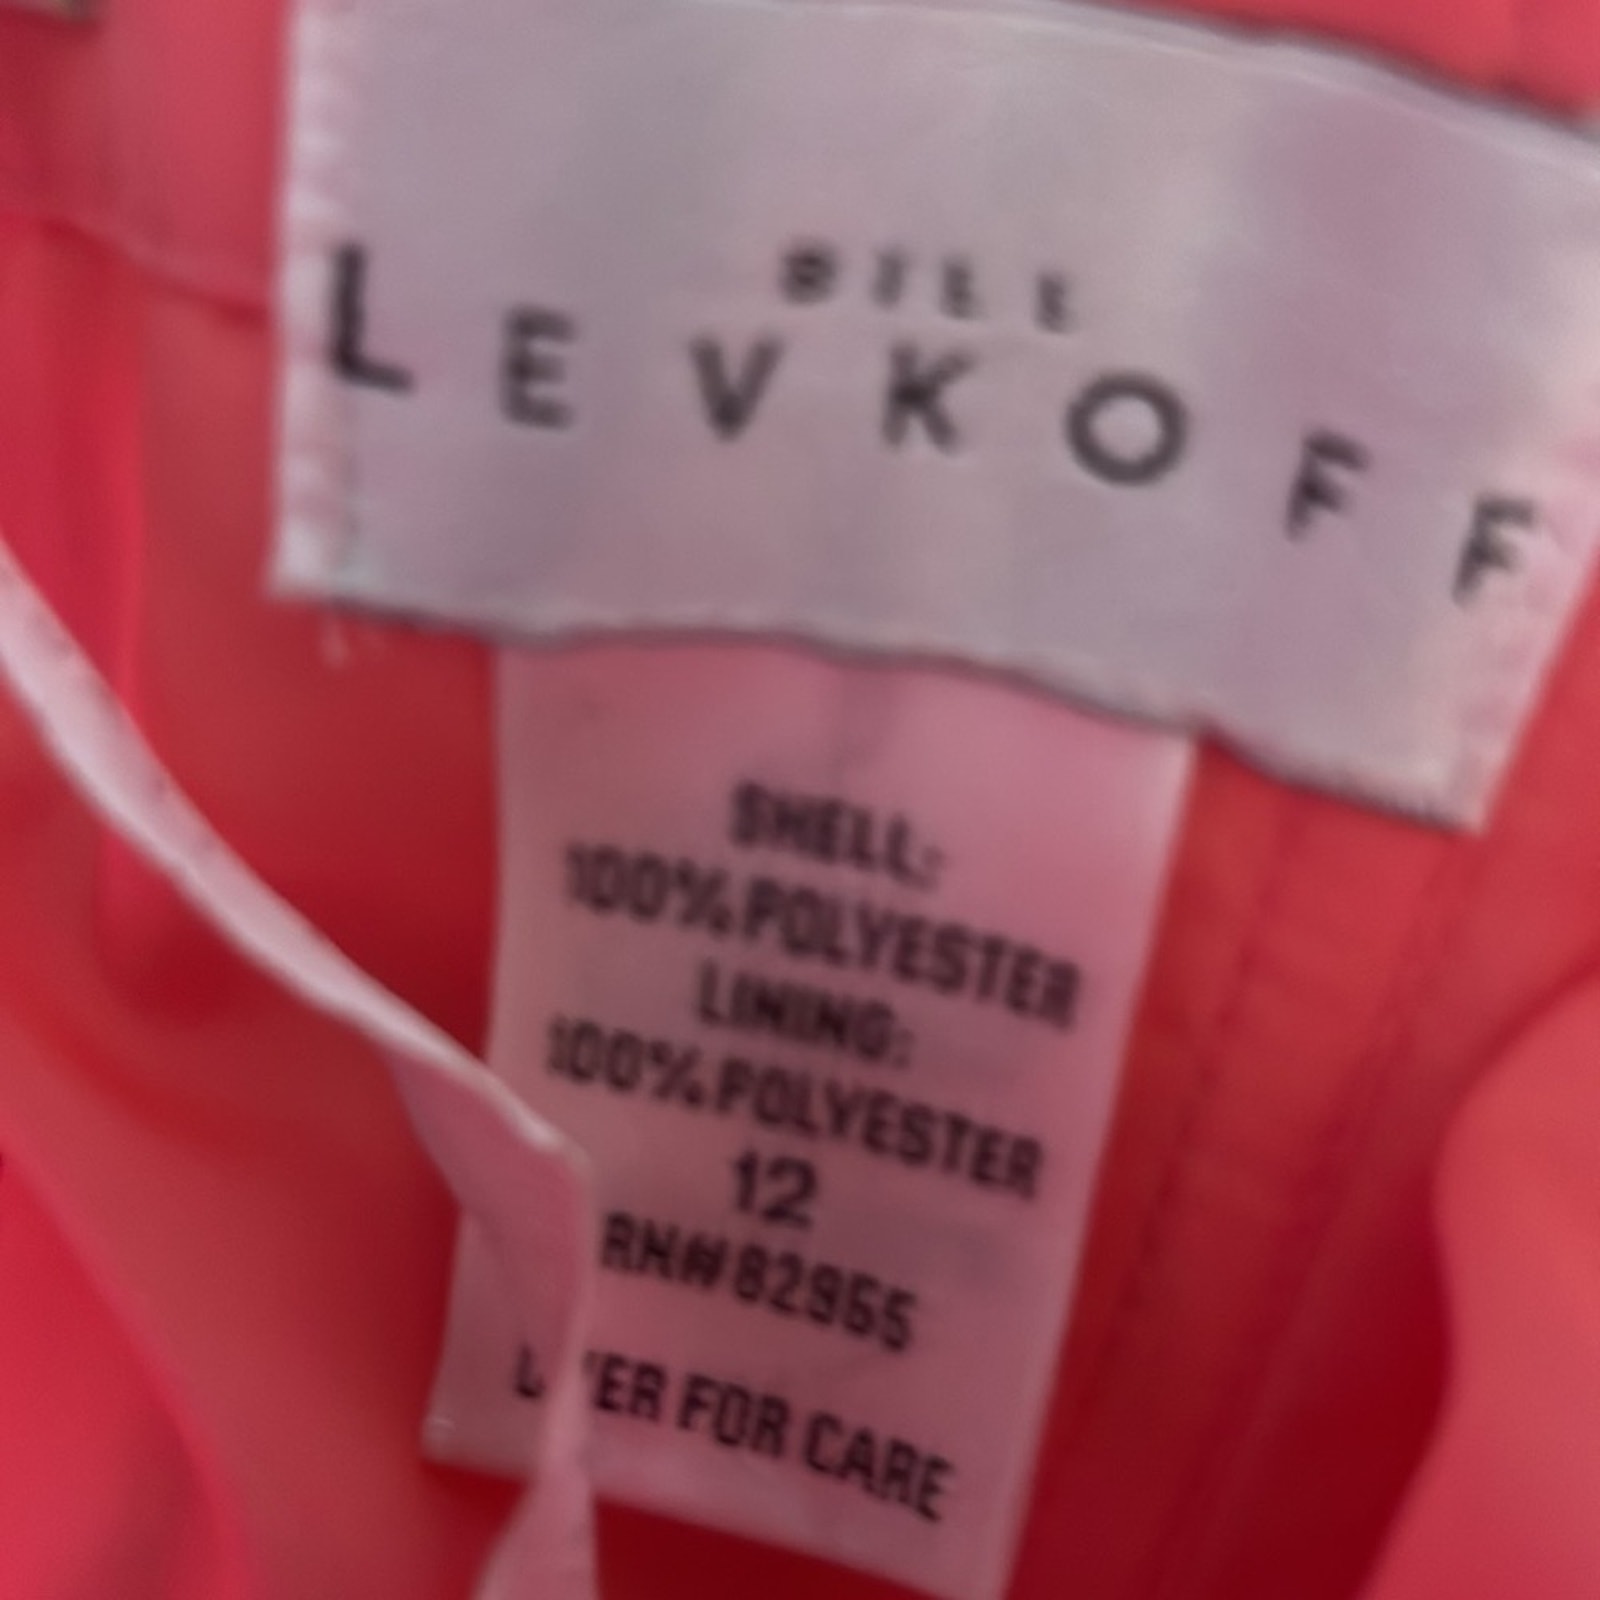 BILL
LEVKOFF
SHELL:
100% POLYESTER
LINING:
100% POLYESTER
12
RN# 82955
FOR CARE